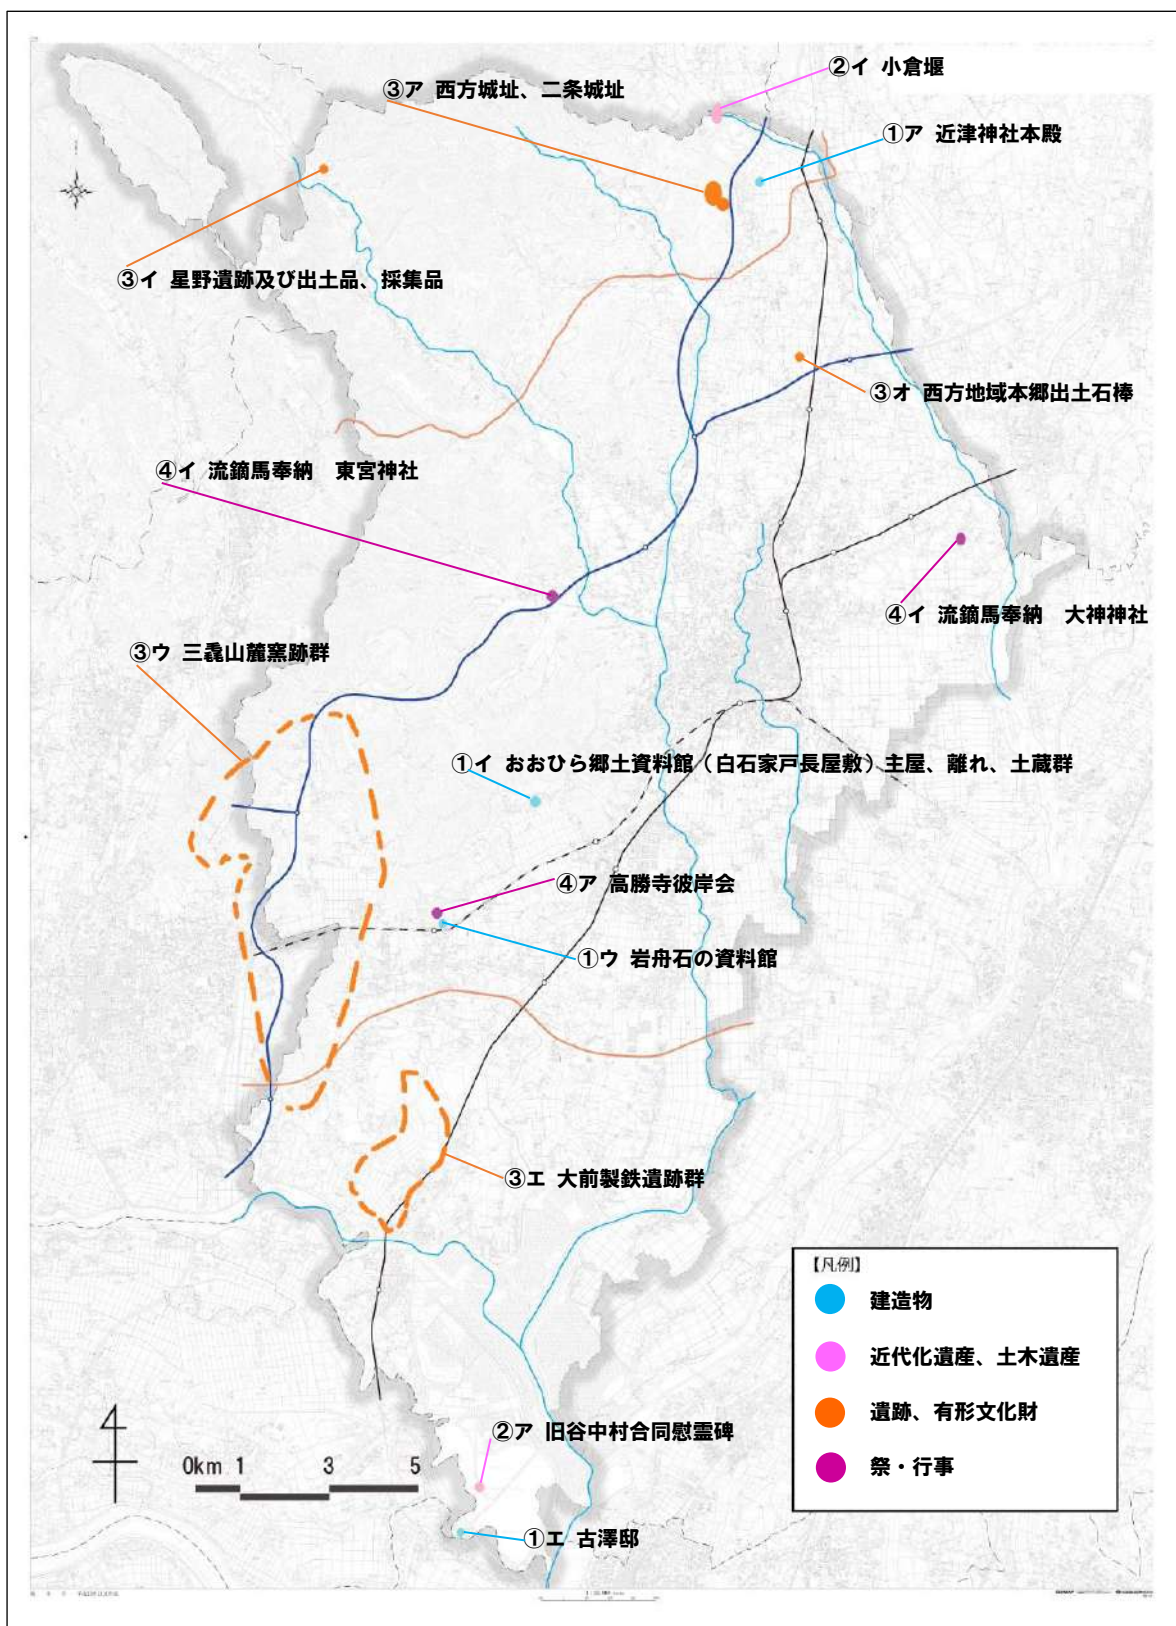 ②イ 小倉堰
③ア 西方城址、二条城址
①ア 近津神社本殿
③イ 星野遺跡及び出土品、採集品
③オ 西方地域本郷出土石棒
④イ 流鏑馬奉納 東宮神社
④イ 流鏑馬奉納 大神神社
③ウ 三毳山麓窯跡群
①イ おおひら郷土資料館（白石家戸長屋敷）主屋、離れ、土蔵群
④ア 高勝寺彼岸会
①ウ 岩舟石の資料館
③エ 大前製鉄遺跡群
【凡例】
建造物
近代化遺産、土木遺産
遺跡、有形文化財
祭・行事
②ア 旧谷中村合同慰霊碑
0km 1 3 5
①エ 古澤邸